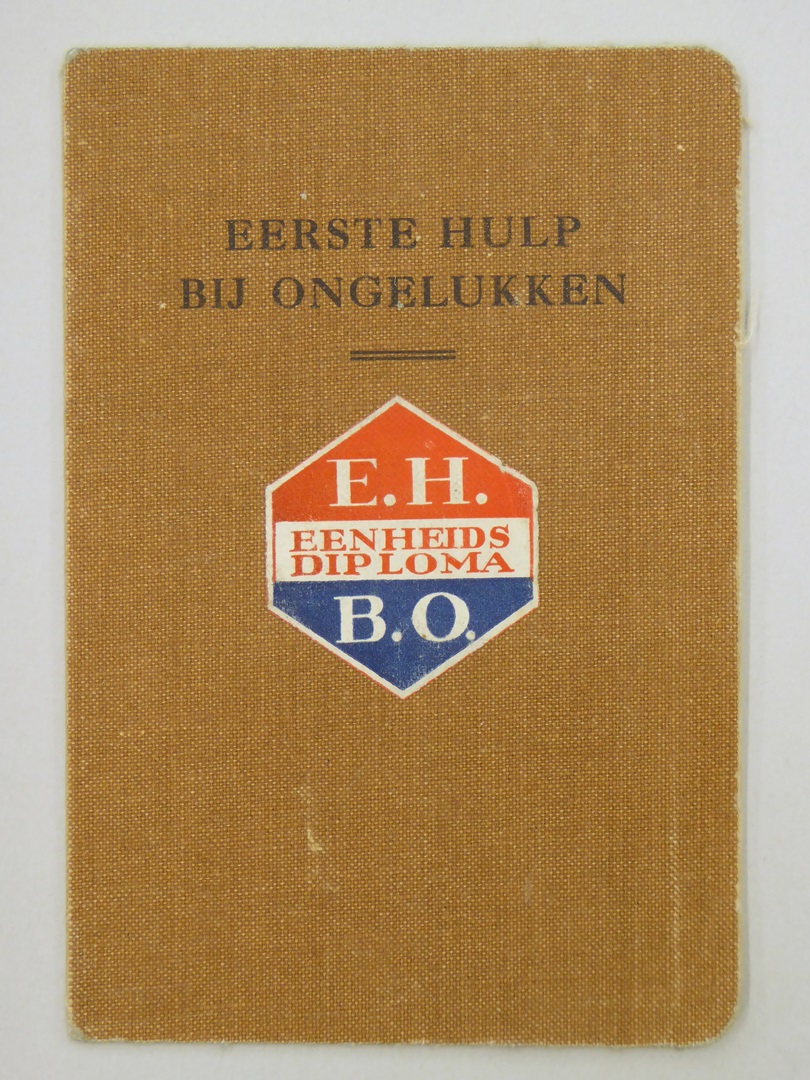 EERSTE HULP
BIJ ONGELUKKEN
E.H.
EENHEIDS
DIPLOMA
B.O.